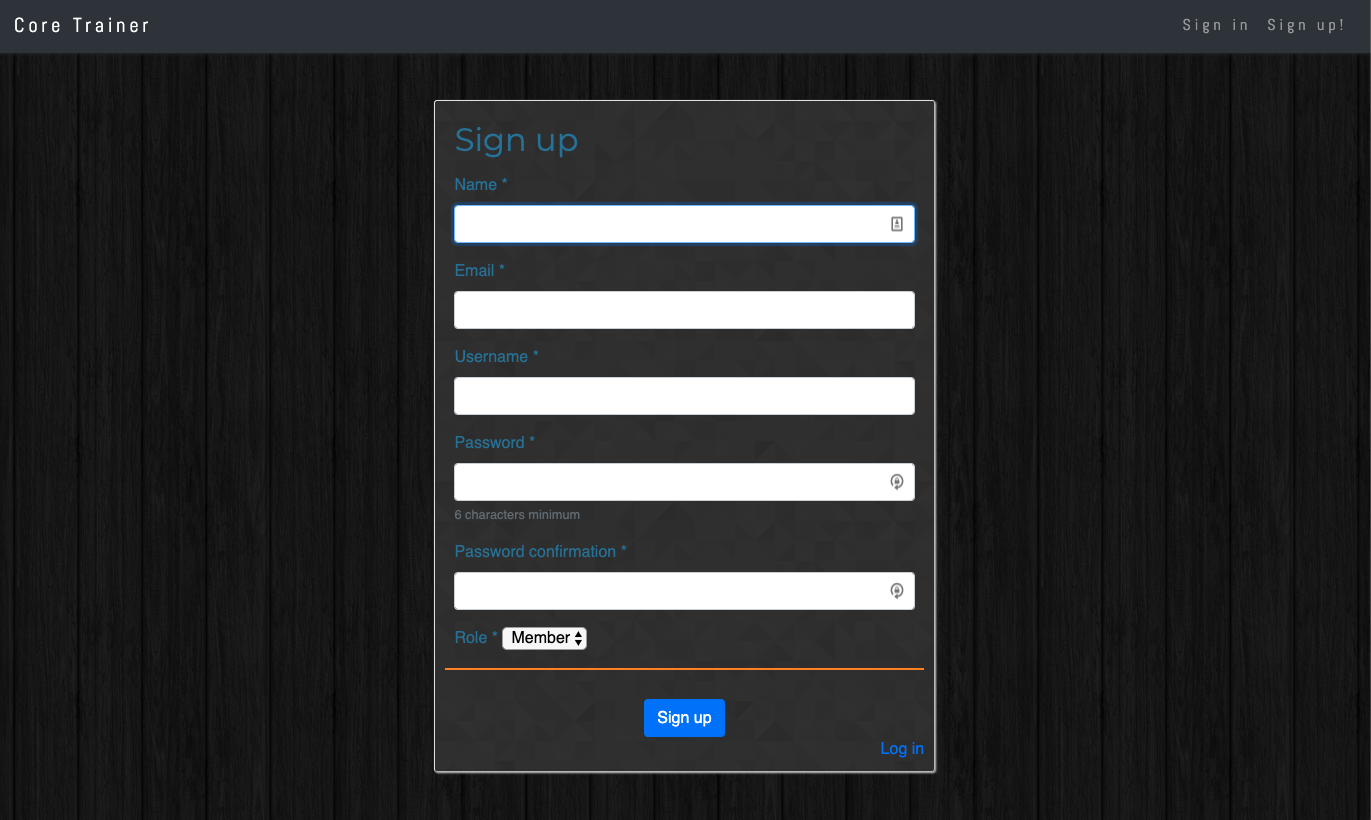 Core Trainer
Sign in Sign up!
Sign up
Name *
Email *
Username *
Password *
6 characters minimum
Password confirmation *
Role * Member
Sign up
Log in